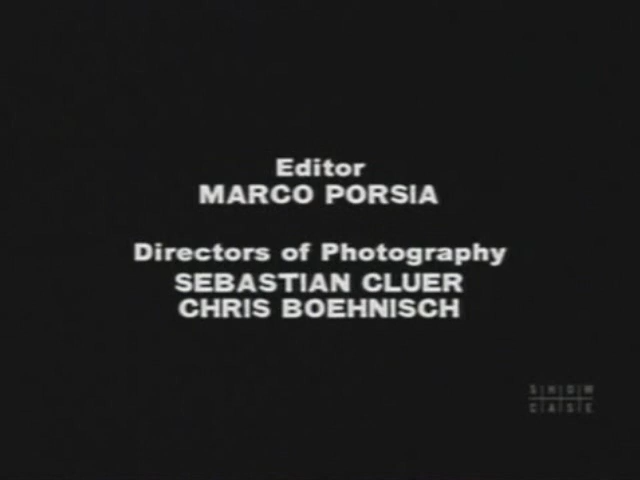 Editor
MARCO PORSIA
Directors of Photography
SEBASTIAN CLUER
CHRIS BOEHNISCH
SHOW
CASE